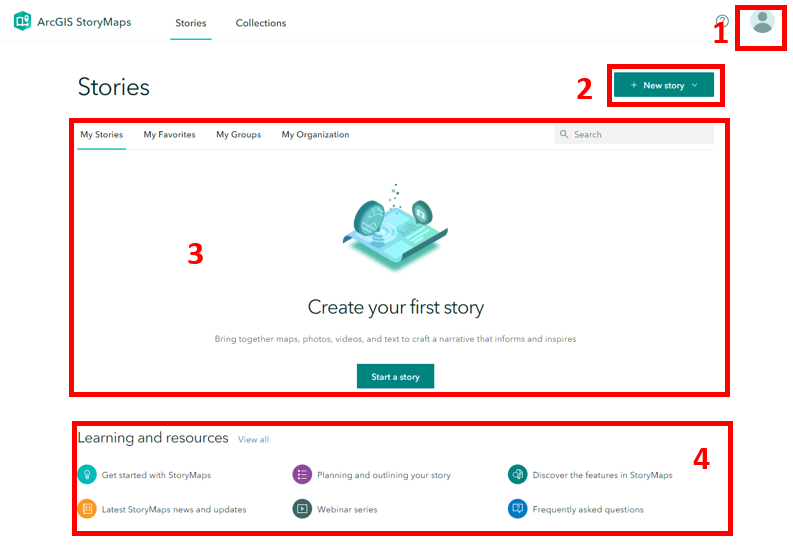 ArcGIS StoryMaps Stories Collections ?
1
Stories
2
+ New story
My Stories My Favorites My Groups My Organization Search
3
Create your first story
Bring together maps, photos, videos, and text to craft a narrative that informs and inspires
Start a story
Learning and resources View all
4
Get started with StoryMaps Planning and outlining your story Discover the features in StoryMaps
Latest StoryMaps news and updates Webinar series Frequently asked questions